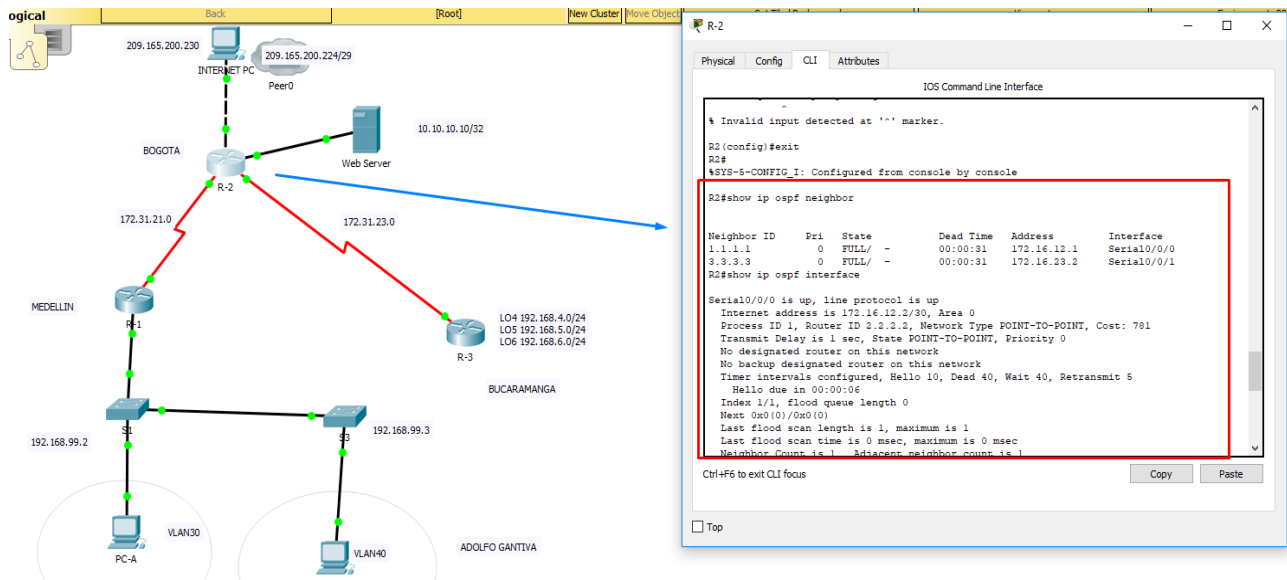 ogical
Back
[Root]
New Cluster
Move Object
209.165.200.230
209.165.200.224/29
INTERNET PC
Peer0
10.10.10.10/32
BOGOTA
Web Server
R-2
172.31.21.0
172.31.23.0
MEDELLIN
R-1
LO4 192.168.4.0/24
LO5 192.168.5.0/24
LO6 192.168.6.0/24
R-3
BUCARAMANGA
S1
192.168.99.2
S3
192.168.99.3
VLAN30
PC-A
VLAN40
ADOLFO GANTIVA
R-2
Physical Config CLI Attributes
IOS Command Line Interface
^
% Invalid input detected at '^' marker.
R2(config)#exit
R2#
%SYS-5-CONFIG_I: Configured from console by console
R2#show ip ospf neighbor
Neighbor ID Pri State Dead Time Address Interface
1.1.1.1 0 FULL/ - 00:00:31 172.16.12.1 Serial0/0/0
3.3.3.3 0 FULL/ - 00:00:31 172.16.23.2 Serial0/0/1
R2#show ip ospf interface
Serial0/0/0 is up, line protocol is up
Internet address is 172.16.12.2/30, Area 0
Process ID 1, Router ID 2.2.2.2, Network Type POINT-TO-POINT, Cost: 781
Transmit Delay is 1 sec, State POINT-TO-POINT, Priority 0
No designated router on this network
No backup designated router on this network
Timer intervals configured, Hello 10, Dead 40, Wait 40, Retransmit 5
Hello due in 00:00:06
Index 1/1, flood queue length 0
Next 0x0(0)/0x0(0)
Last flood scan length is 1, maximum is 1
Last flood scan time is 0 msec, maximum is 0 msec
Neighbor Count is 1 , Adjacent neighbor count is 1
Ctrl+F6 to exit CLI focus
Copy
Paste
Top